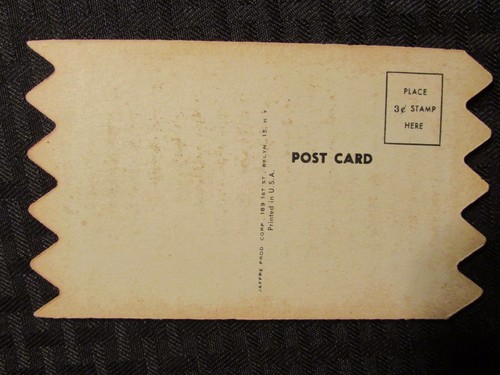 PLACE
3¢ STAMP
HERE
POST CARD
JAFFRE PROD. CORP. 189 1ST ST. BKLYN. 15, N.Y.
Printed in U.S.A.